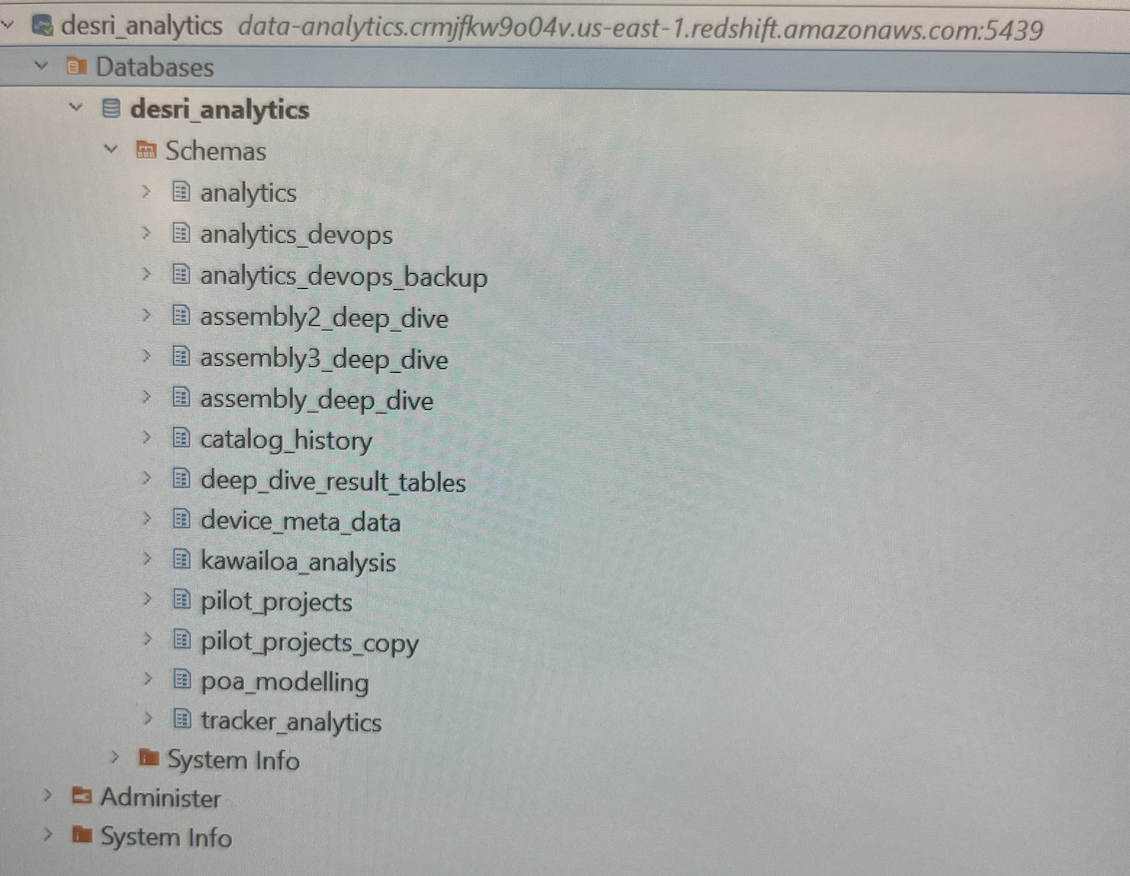 desri_analytics data-analytics.crmjfkw9o04v.us-east-1.redshift.amazonaws.com:5439
Databases
desri_analytics
Schemas
analytics
analytics_devops
analytics_devops_backup
assembly2_deep_dive
assembly3_deep_dive
assembly_deep_dive
catalog_history
deep_dive_result_tables
device_meta_data
kawailoa_analysis
pilot_projects
pilot_projects_copy
poa_modelling
tracker_analytics
System Info
Administer
System Info